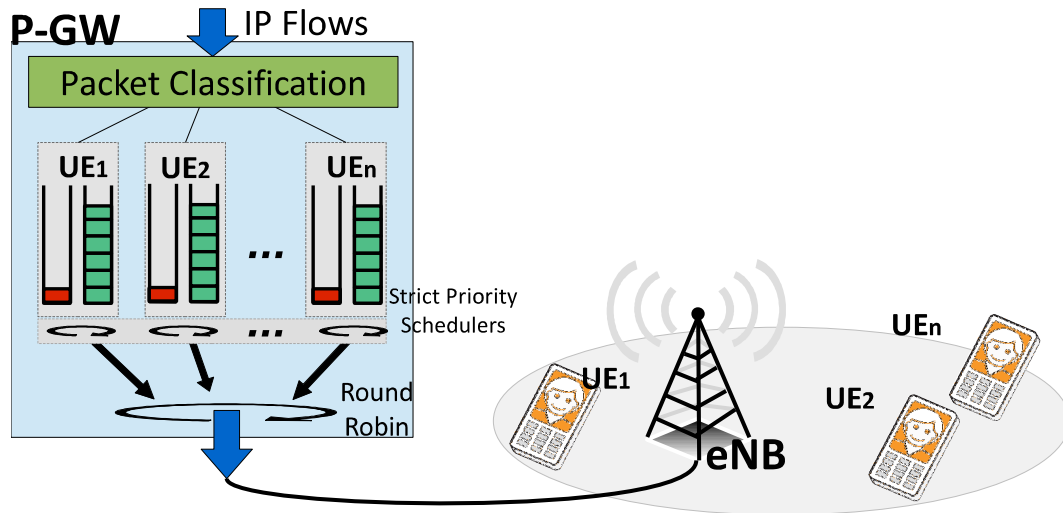 P-GW
IP Flows
Packet Classification
UE1
UE2
UEn
...
Strict Priority
Schedulers
...
Round
Robin
UE1
UE2
UEn
eNB